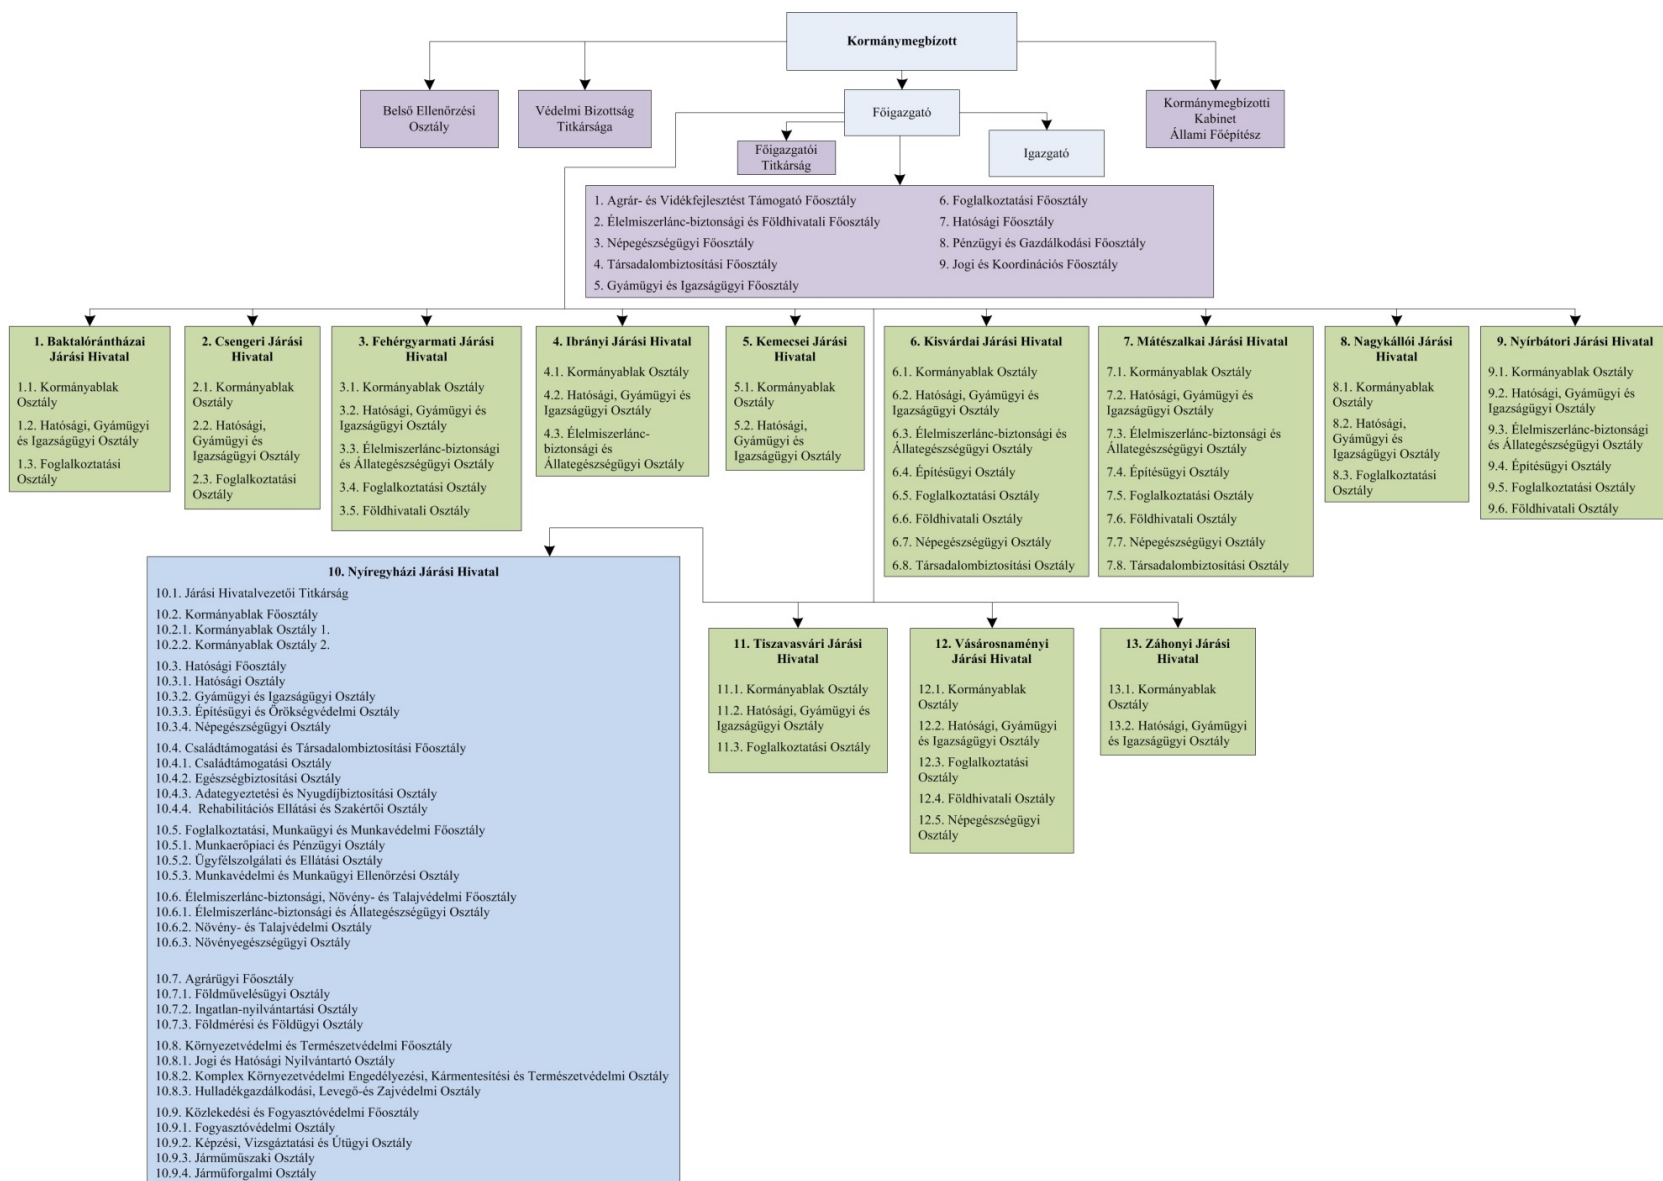 Kormánymegbízott
Belső Ellenőrzési
Osztály
Védelmi Bizottság
Titkársága
Főigazgató
Kormánymegbízotti
Kabinet
Állami Főépítész
Főigazgatói
Titkárság
Igazgató
1. Agrár- és Vidékfejlesztést Támogató Főosztály
2. Élelmiszerlánc-biztonsági és Földhivatali Főosztály
3. Népegészségügyi Főosztály
4. Társadalombiztosítási Főosztály
5. Gyámügyi és Igazságügyi Főosztály
6. Foglalkoztatási Főosztály
7. Hatósági Főosztály
8. Pénzügyi és Gazdálkodási Főosztály
9. Jogi és Koordinációs Főosztály
1. Baktalórántházai
Járási Hivatal
1.1. Kormányablak
Osztály
1.2. Hatósági, Gyámügyi
és Igazságügyi Osztály
1.3. Foglalkoztatási
Osztály
2. Csengeri Járási
Hivatal
2.1. Kormányablak
Osztály
2.2. Hatósági,
Gyámügyi és
Igazságügyi Osztály
2.3. Foglalkoztatási
Osztály
3. Fehérgyarmati Járási
Hivatal
3.1. Kormányablak Osztály
3.2. Hatósági, Gyámügyi és
Igazságügyi Osztály
3.3. Élelmiszerlánc-biztonsági
és Állategészségügyi Osztály
3.4. Foglalkoztatási Osztály
3.5. Földhivatali Osztály
4. Ibrányi Járási Hivatal
4.1. Kormányablak Osztály
4.2. Hatósági, Gyámügyi és
Igazságügyi Osztály
4.3. Élelmiszerlánc-
biztonsági és
Állategészségügyi Osztály
5. Kemecsei Járási
Hivatal
5.1. Kormányablak
Osztály
5.2. Hatósági,
Gyámügyi és
Igazságügyi Osztály
6. Kisvárdai Járási Hivatal
6.1. Kormányablak Osztály
6.2. Hatósági, Gyámügyi és
Igazságügyi Osztály
6.3. Élelmiszerlánc-biztonsági és
Állategészségügyi Osztály
6.4. Építésügyi Osztály
6.5. Foglalkoztatási Osztály
6.6. Földhivatali Osztály
6.7. Népegészségügyi Osztály
6.8. Társadalombiztosítási Osztály
7. Mátészalkai Járási Hivatal
7.1. Kormányablak Osztály
7.2. Hatósági, Gyámügyi és
Igazságügyi Osztály
7.3. Élelmiszerlánc-biztonsági és
Állategészségügyi Osztály
7.4. Építésügyi Osztály
7.5. Foglalkoztatási Osztály
7.6. Földhivatali Osztály
7.7. Népegészségügyi Osztály
7.8. Társadalombiztosítási Osztály
8. Nagykállói Járási
Hivatal
8.1. Kormányablak
Osztály
8.2. Hatósági,
Gyámügyi és
Igazságügyi Osztály
8.3. Foglalkoztatási
Osztály
9. Nyírbátori Járási Hivatal
9.1. Kormányablak Osztály
9.2. Hatósági, Gyámügyi és
Igazságügyi Osztály
9.3. Élelmiszerlánc-biztonsági
és Állategészségügyi Osztály
9.4. Építésügyi Osztály
9.5. Foglalkoztatási Osztály
9.6. Földhivatali Osztály
10. Nyíregyházi Járási Hivatal
10.1. Járási Hivatalvezetői Titkárság
10.2. Kormányablak Főosztály
10.2.1. Kormányablak Osztály 1.
10.2.2. Kormányablak Osztály 2.
10.3. Hatósági Főosztály
10.3.1. Hatósági Osztály
10.3.2. Gyámügyi és Igazságügyi Osztály
10.3.3. Építésügyi és Örökségvédelmi Osztály
10.3.4. Népegészségügyi Osztály
10.4. Családtámogatási és Társadalombiztosítási Főosztály
10.4.1. Családtámogatási Osztály
10.4.2. Egészségbiztosítási Osztály
10.4.3. Adategyeztetési és Nyugdíjbiztosítási Osztály
10.4.4. Rehabilitációs Ellátási és Szakértői Osztály
10.5. Foglalkoztatási, Munkaügyi és Munkavédelmi Főosztály
10.5.1. Munkaerőpiaci és Pénzügyi Osztály
10.5.2. Ügyfélszolgálati és Ellátási Osztály
10.5.3. Munkavédelmi és Munkaügyi Ellenőrzési Osztály
10.6. Élelmiszerlánc-biztonsági, Növény- és Talajvédelmi Főosztály
10.6.1. Élelmiszerlánc-biztonsági és Állategészségügyi Osztály
10.6.2. Növény- és Talajvédelmi Osztály
10.6.3. Növényegészségügyi Osztály
10.7. Agrárügyi Főosztály
10.7.1. Földművelésügyi Osztály
10.7.2. Ingatlan-nyilvántartási Osztály
10.7.3. Földmérési és Földügyi Osztály
10.8. Környezetvédelmi és Természetvédelmi Főosztály
10.8.1. Jogi és Hatósági Nyilvántartó Osztály
10.8.2. Komplex Környezetvédelmi Engedélyezési, Kármentesítési és Természetvédelmi Osztály
10.8.3. Hulladékgazdálkodási, Levegő-és Zajvédelmi Osztály
10.9. Közlekedési és Fogyasztóvédelmi Főosztály
10.9.1. Fogyasztóvédelmi Osztály
10.9.2. Képzési, Vizsgáztatási és Útügyi Osztály
10.9.3. Járműműszaki Osztály
10.9.4. Járműforgalmi Osztály
11. Tiszavasvári Járási
Hivatal
11.1. Kormányablak Osztály
11.2. Hatósági, Gyámügyi és
Igazságügyi Osztály
11.3. Foglalkoztatási Osztály
12. Vásárosnaményi
Járási Hivatal
12.1. Kormányablak
Osztály
12.2. Hatósági, Gyámügyi
és Igazságügyi Osztály
12.3. Foglalkoztatási
Osztály
12.4. Földhivatali Osztály
12.5. Népegészségügyi
Osztály
13. Záhonyi Járási
Hivatal
13.1. Kormányablak
Osztály
13.2. Hatósági, Gyámügyi
és Igazságügyi Osztály